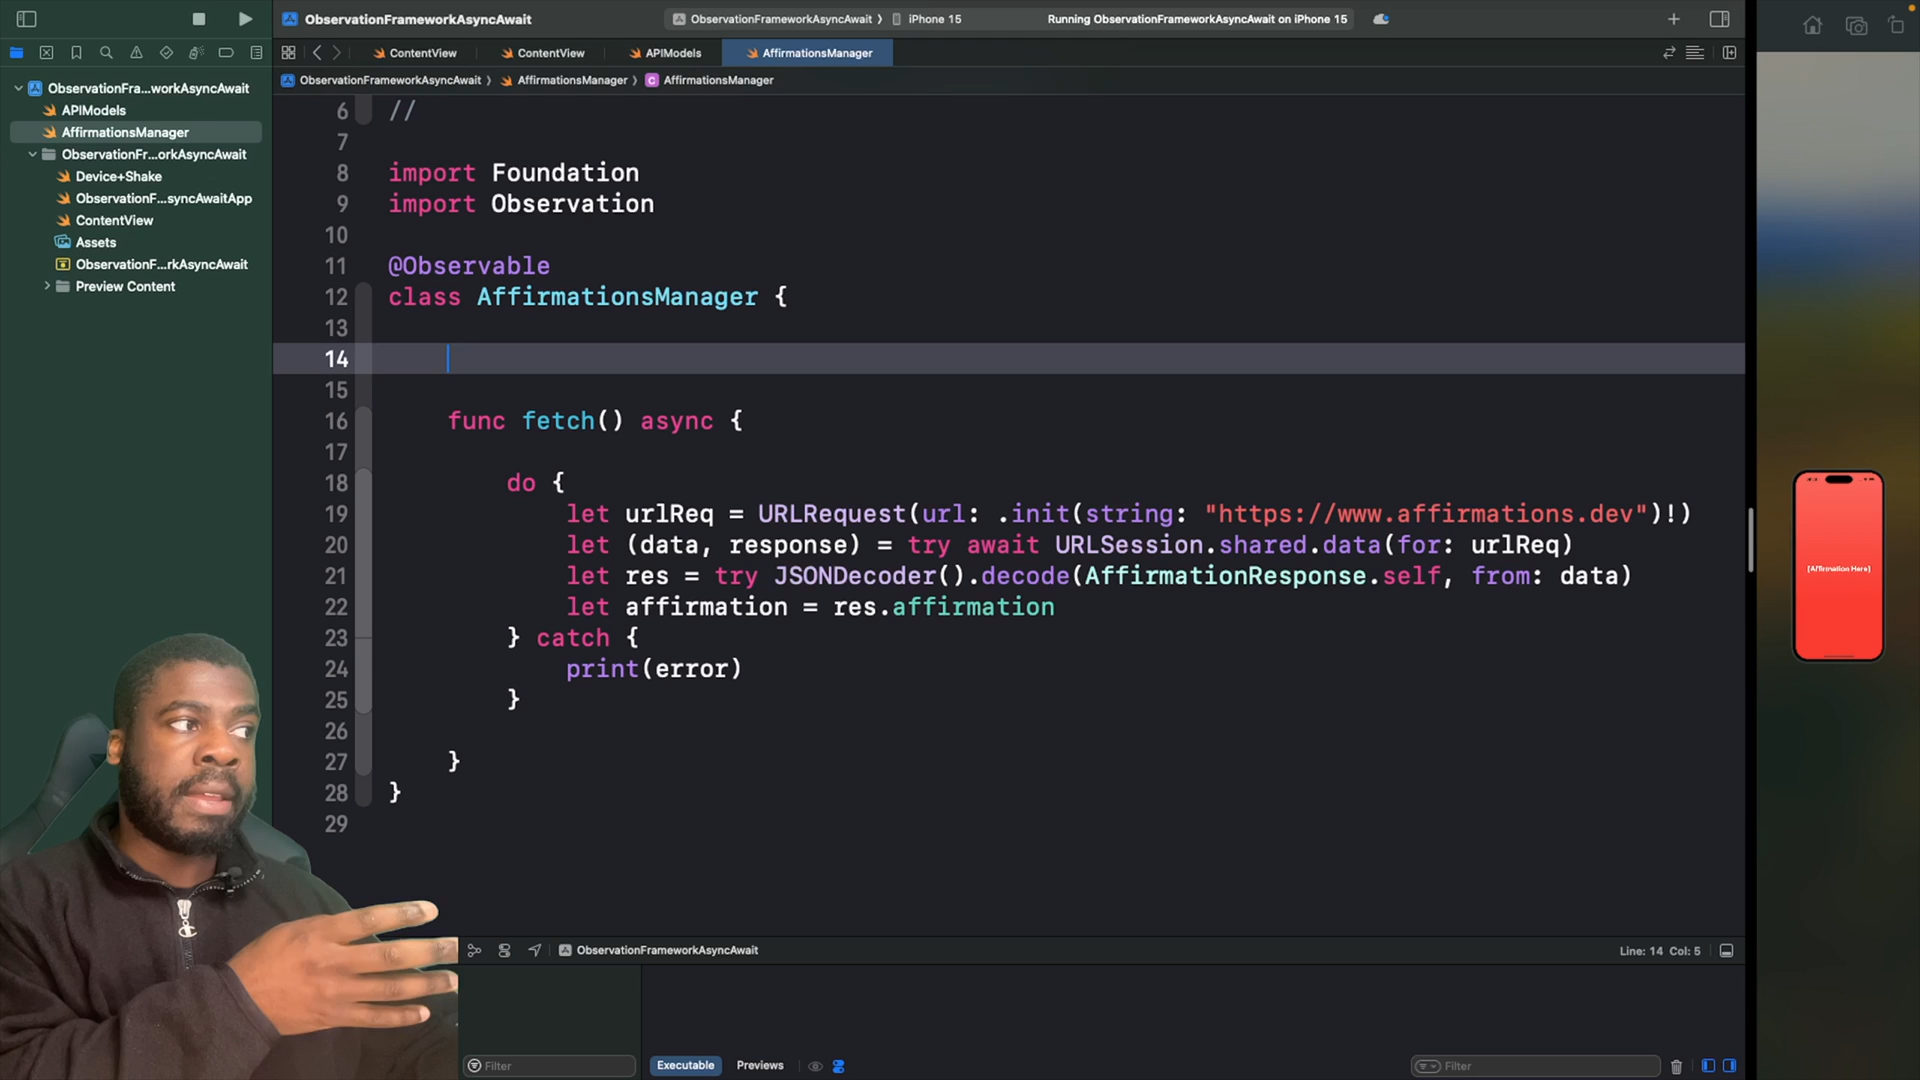 ObservationFrameworkAsyncAwait
ObservationFrameworkAsyncAwait 〉 iPhone 15
Running ObservationFrameworkAsyncAwait on iPhone 15
ContentView
ContentView
APIModels
AffirmationsManager
ObservationFrameworkAsyncAwait 〉 AffirmationsManager 〉 C AffirmationsManager
ObservationFra...workAsyncAwait
APIModels
AffirmationsManager
ObservationFr...orkAsyncAwait
Device+Shake
ObservationF...syncAwaitApp
ContentView
Assets
ObservationF...rkAsyncAwait
Preview Content
6 //
7
8 import Foundation
9 import Observation
10
11 @Observable
12 class AffirmationsManager {
13
14
15
16 func fetch() async {
17
18 do {
19 let urlReq = URLRequest(url: .init(string: "https://www.affirmations.dev")!)
20 let (data, response) = try await URLSession.shared.data(for: urlReq)
21 let res = try JSONDecoder().decode(AffirmationResponse.self, from: data)
22 let affirmation = res.affirmation
23 } catch {
24 print(error)
25 }
26
27 }
28 }
29
[Affirmation Here]
ObservationFrameworkAsyncAwait
Line: 14 Col: 5
Filter
Executable
Previews
Filter